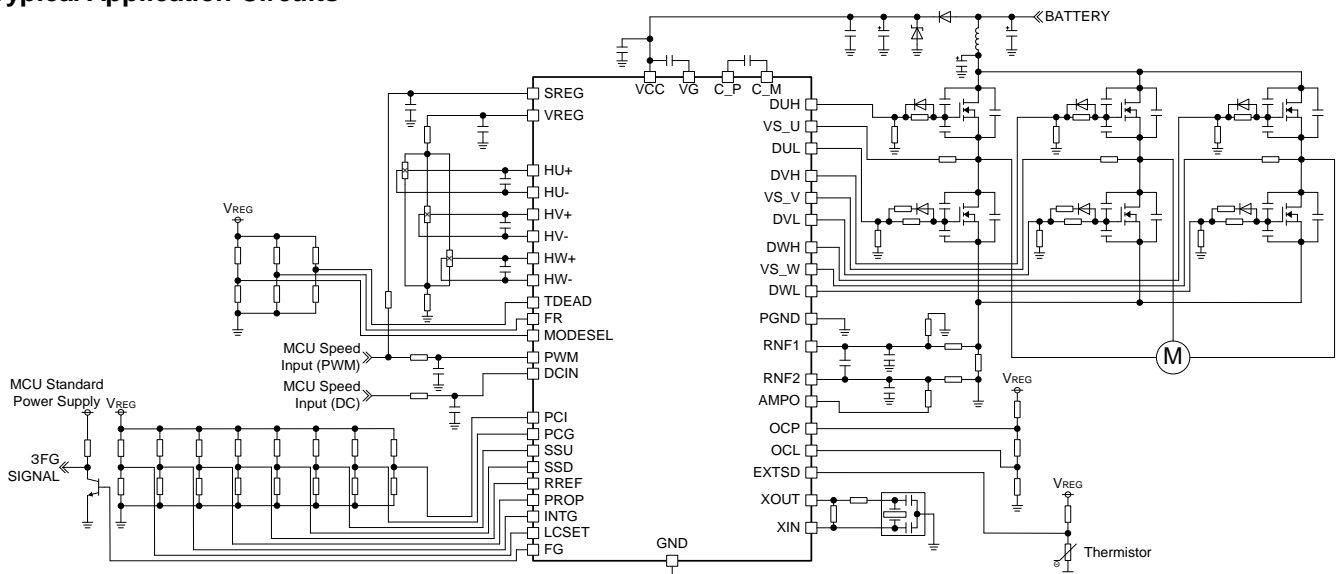 Typical Application Circuits
BATTERY
VCC VG C_P C_M
SREG
VREG
HU+
HU-
HV+
HV-
HW+
HW-
TDEAD
FR
MODESEL
PWM
DCIN
PCI
PCG
SSU
SSD
RREF
PROP
INTG
LCSET
FG
GND
DUH
VS_U
DUL
DVH
VS_V
DVL
DWH
VS_W
DWL
PGND
RNF1
RNF2
AMPO
OCP
OCL
EXTSD
XOUT
XIN
VREG
MCU Speed
Input (PWM)
MCU Speed
Input (DC)
MCU Standard
Power Supply
VREG
3FG
SIGNAL
M
VREG
VREG
Thermistor